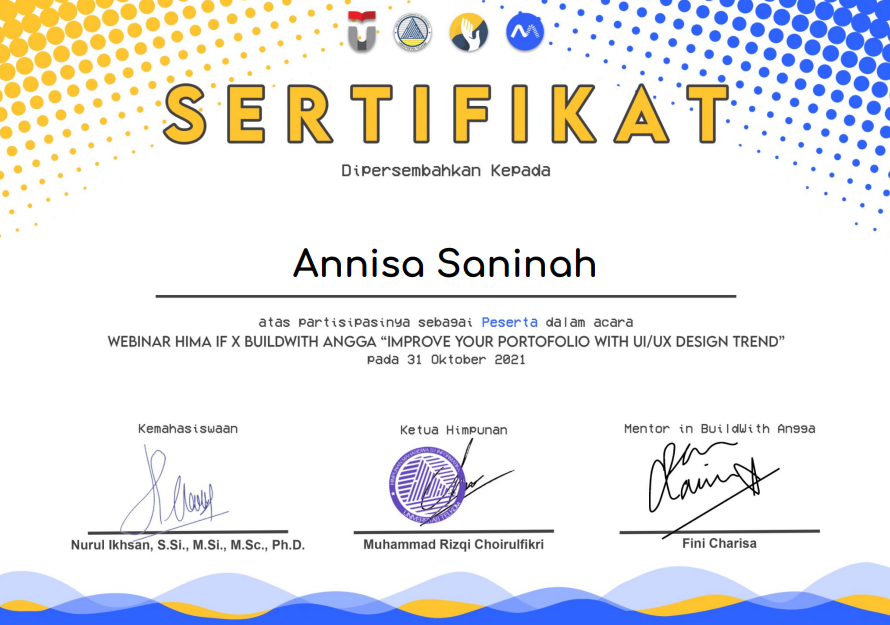 SERTIFIKAT
Dipersembahkan Kepada
Annisa Saninah
atas partisipasinya sebagai Peserta dalam acara
WEBINAR HIMA IF X BUILDWITH ANGGA “IMPROVE YOUR PORTOFOLIO WITH UI/UX DESIGN TREND”
pada 31 Oktober 2021
Kemahasiswaan
Ketua Himpunan
Mentor in BuildWith Angga
Nurul Ikhsan, S.Si., M.Si., M.Sc., Ph.D.
Muhammad Rizqi Choirulfikri
Fini Charisa